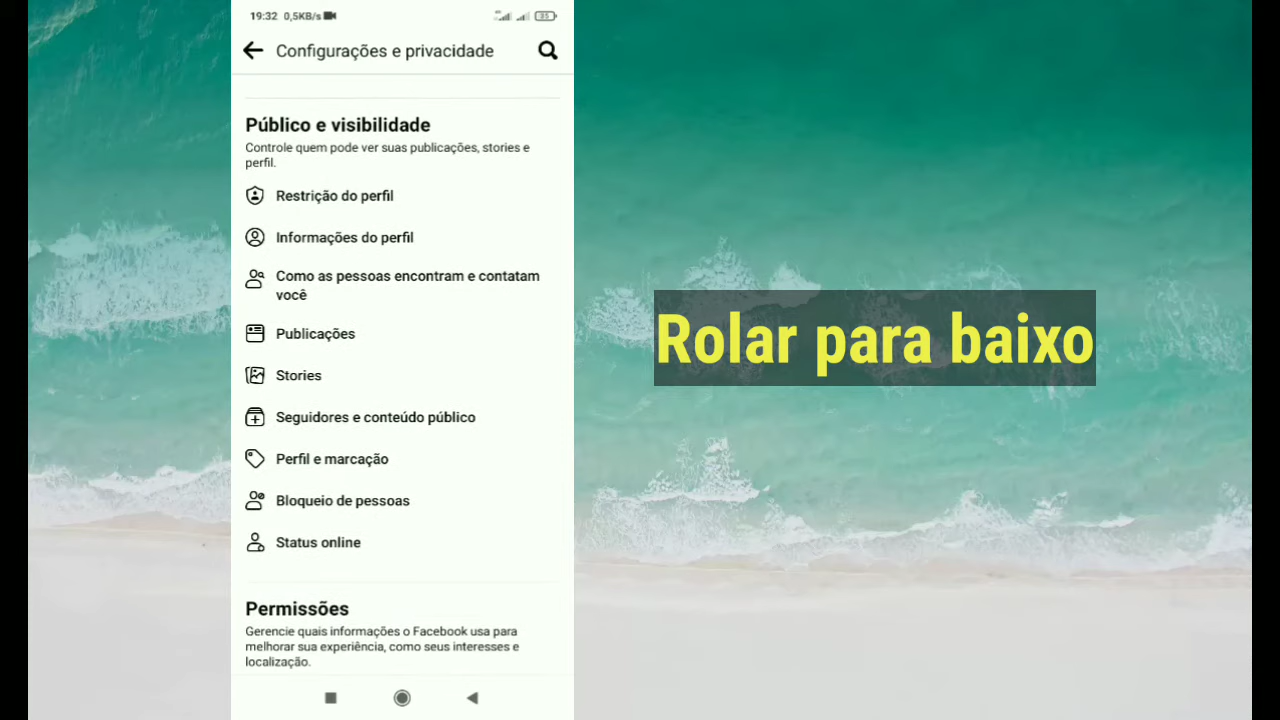 19:32 0,5KB/s
35
Configurações e privacidade
Público e visibilidade
Controle quem pode ver suas publicações, stories e
perfil.
Restrição do perfil
Informações do perfil
Como as pessoas encontram e contatam
você
Publicações
Stories
Seguidores e conteúdo público
Perfil e marcação
Bloqueio de pessoas
Status online
Permissões
Gerencie quais informações o Facebook usa para
melhorar sua experiência, como seus interesses e
localização.
Rolar para baixo